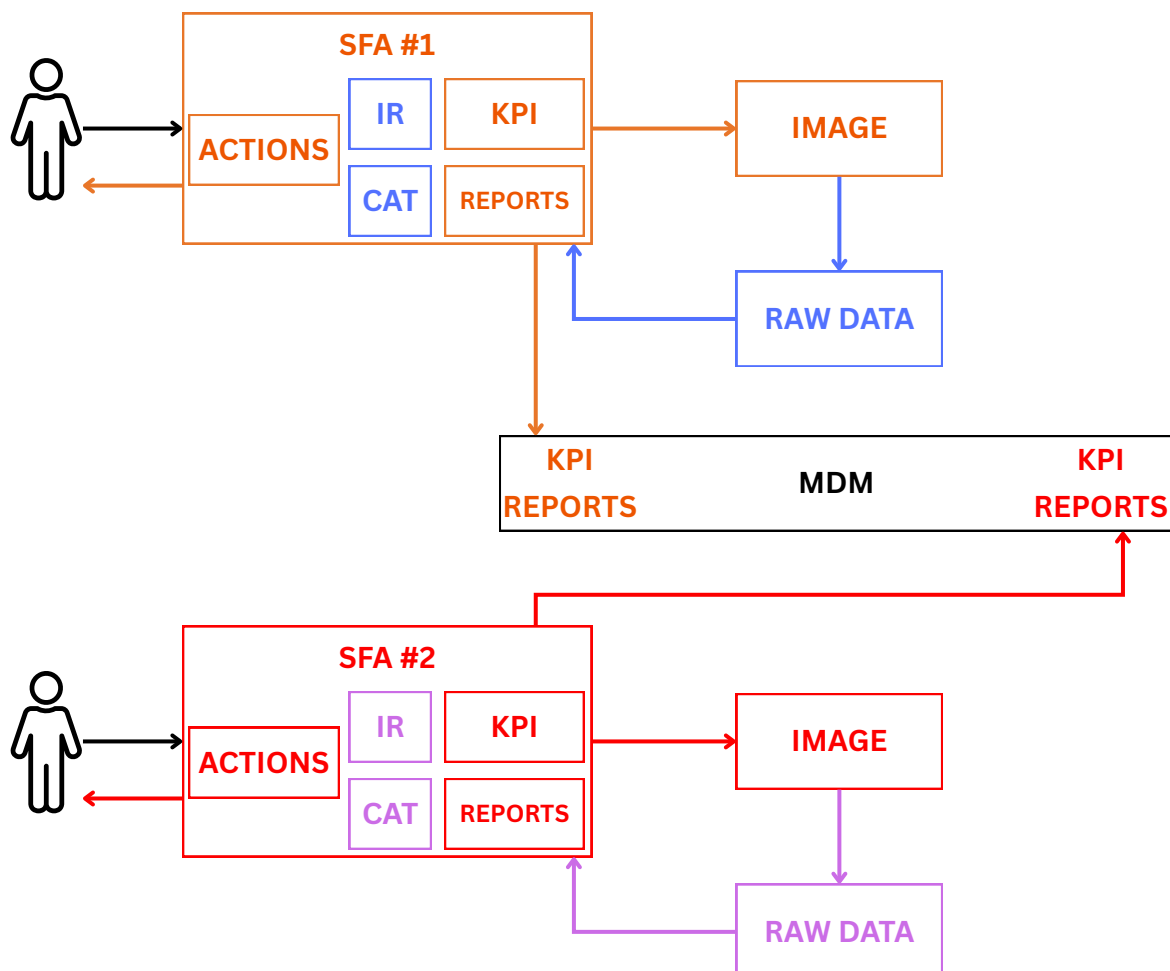 SFA #1
IR
KPI
ACTIONS
CAT
REPORTS
IMAGE
RAW DATA
KPI
REPORTS
MDM
KPI
REPORTS
SFA #2
IR
KPI
ACTIONS
CAT
REPORTS
IMAGE
RAW DATA